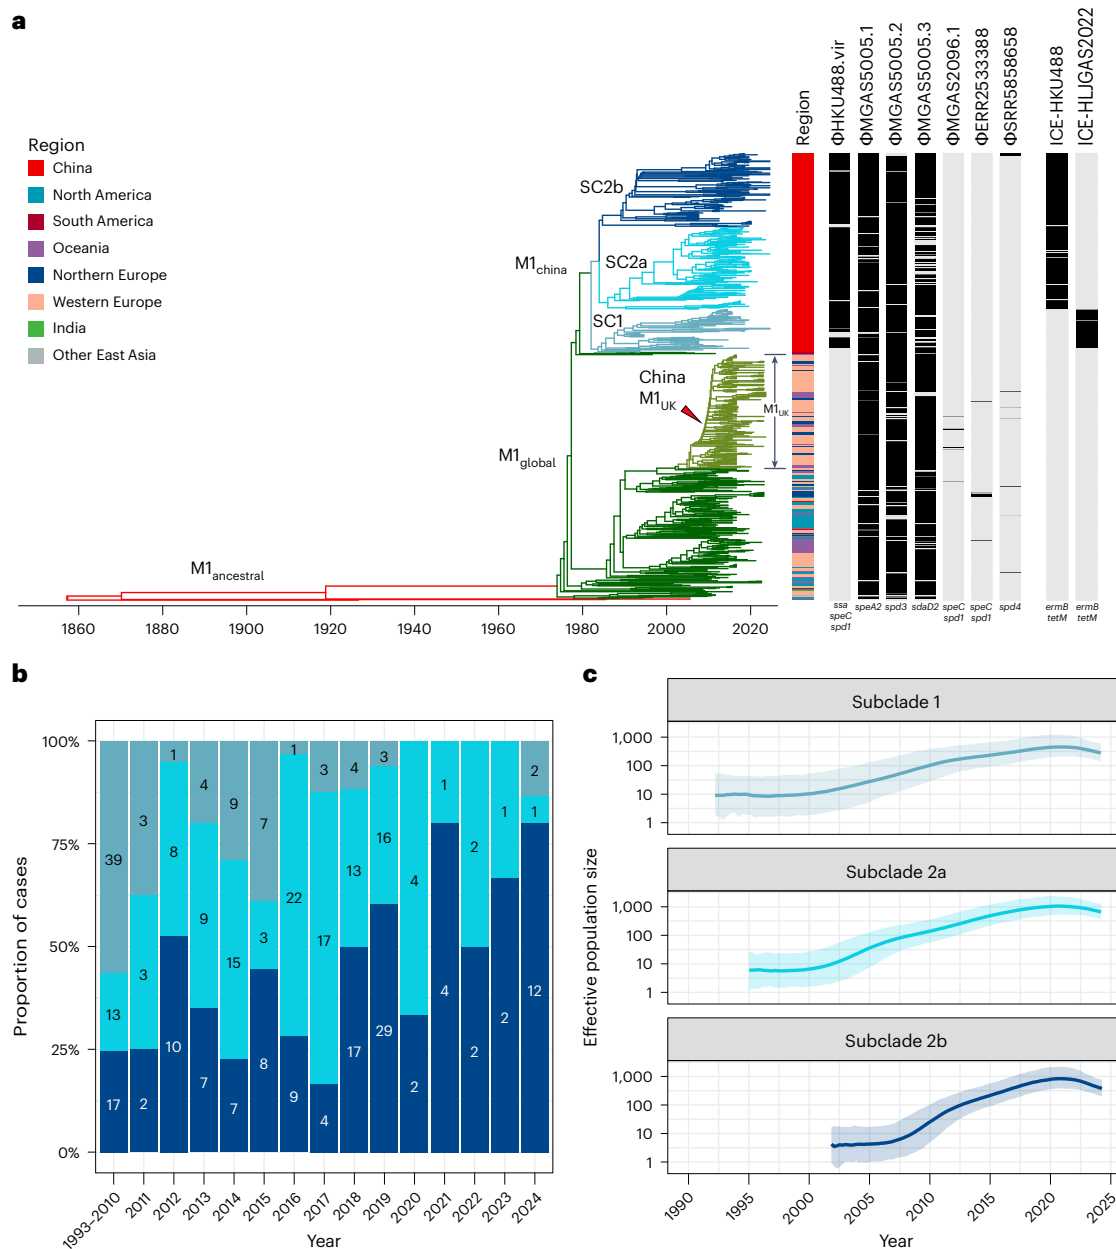 a
Region
China
North America
South America
Oceania
Northern Europe
Western Europe
India
Other East Asia
Region
ΦHKU488.vir
ΦMGAS5005.1
ΦMGAS5005.2
ΦMGAS5005.3
ΦMGAS2096.1
ΦERR2533388
ΦSRR5858658
ICE-HKU488
ICE-HLJGAS2022
SC2b
M1china
SC2a
SC1
China
M1UK
M1UK
M1global
M1ancestral
ssa speA2 spd3 sdaD2 speC speC spd4 ermB ermB
speC spd1 spd1 tetM tetM
spd1
1860 1880 1900 1920 1940 1960 1980 2000 2020
b
Proportion of cases
100%
75%
50%
25%
0%
39 3 1 4 9 7 1 3 4 3 2
13 3 8 9 15 3 22 17 13 16 4 1 2 1 1
17 2 10 7 7 8 9 4 17 29 2 4 2 2 12
1993–2010 2011 2012 2013 2014 2015 2016 2017 2018 2019 2020 2021 2022 2023 2024
Year
c
Effective population size
Subclade 1
1,000
100
10
1
Subclade 2a
1,000
100
10
1
Subclade 2b
1,000
100
10
1
1990 1995 2000 2005 2010 2015 2020 2025
Year